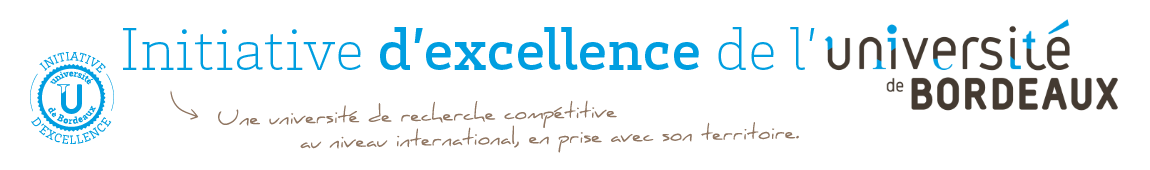 Initiative d'excellence de l'université
de BORDEAUX
INITIATIVE
université
U
de Bordeaux
D'EXCELLENCE
Une université de recherche compétitive
au niveau international, en prise avec son territoire.